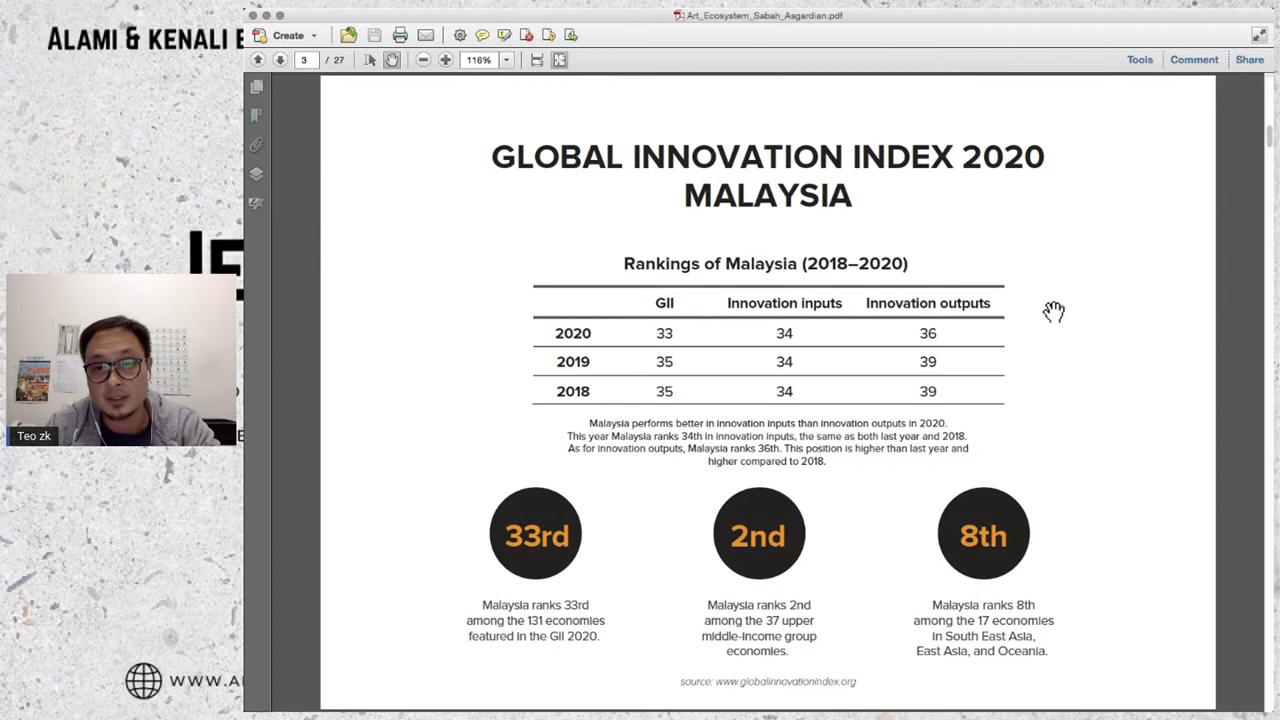 ALAMI & KENALI
Art_Ecosystem_Sabah_Asgardian.pdf
Create
3 / 27
116%
Tools
Comment
Share
GLOBAL INNOVATION INDEX 2020
MALAYSIA
Rankings of Malaysia (2018–2020)
GII Innovation inputs Innovation outputs
2020 33 34 36
2019 35 34 39
2018 35 34 39
Malaysia performs better in innovation inputs than innovation outputs in 2020.
This year Malaysia ranks 34th in innovation inputs, the same as both last year and 2018.
As for innovation outputs, Malaysia ranks 36th. This position is higher than last year and
higher compared to 2018.
33rd
Malaysia ranks 33rd
among the 131 economies
featured in the GII 2020.
2nd
Malaysia ranks 2nd
among the 37 upper
middle-income group
economies.
8th
Malaysia ranks 8th
among the 17 economies
in South East Asia,
East Asia, and Oceania.
source: www.globalinnovationindex.org
Teo zk
WWW.A